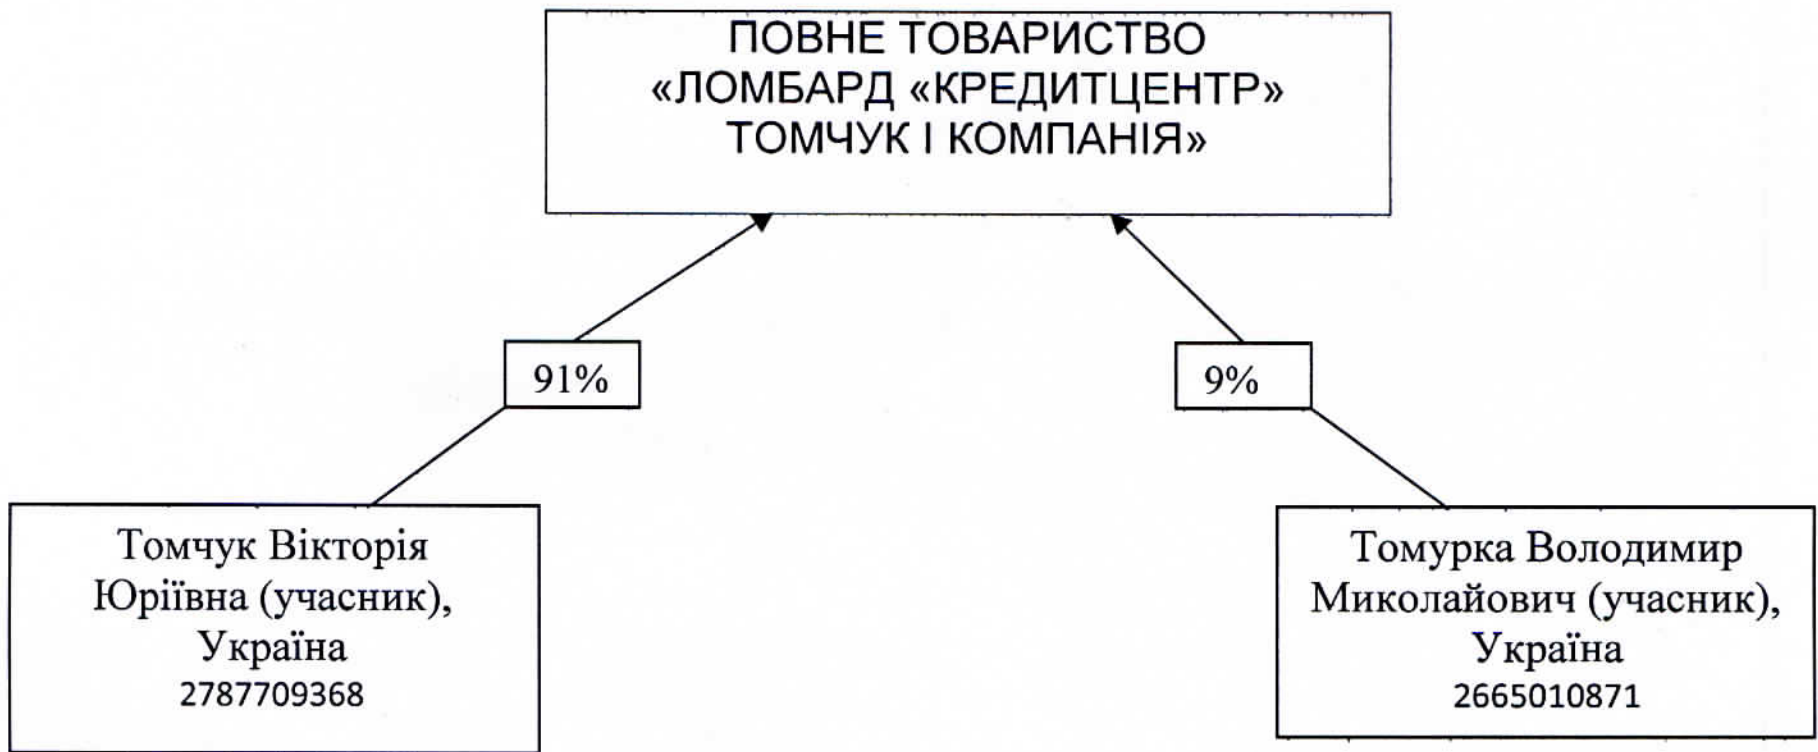 ПОВНЕ ТОВАРИСТВО
«ЛОМБАРД «КРЕДИТЦЕНТР»
ТОМЧУК І КОМПАНІЯ»
91%
9%
Томчук Вікторія
Юріївна (учасник),
Україна
2787709368
Томурка Володимир
Миколайович (учасник),
Україна
2665010871